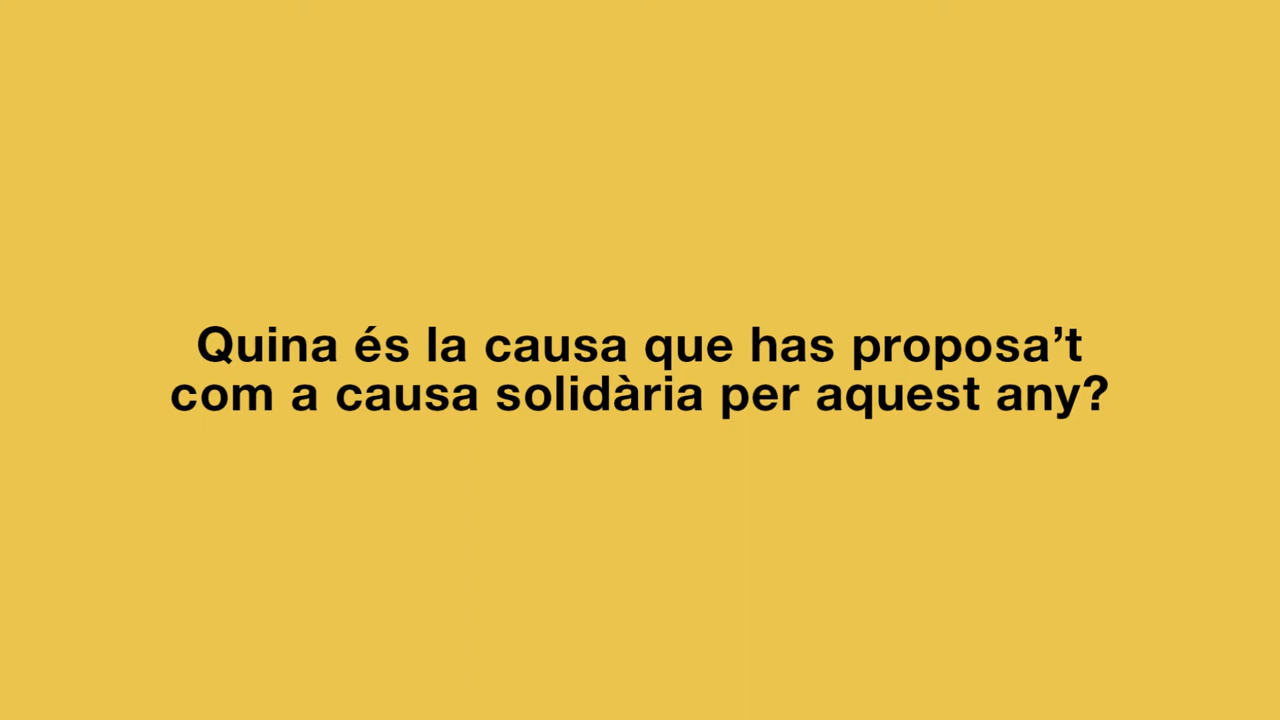 Quina és la causa que has proposa’t
com a causa solidària per aquest any?